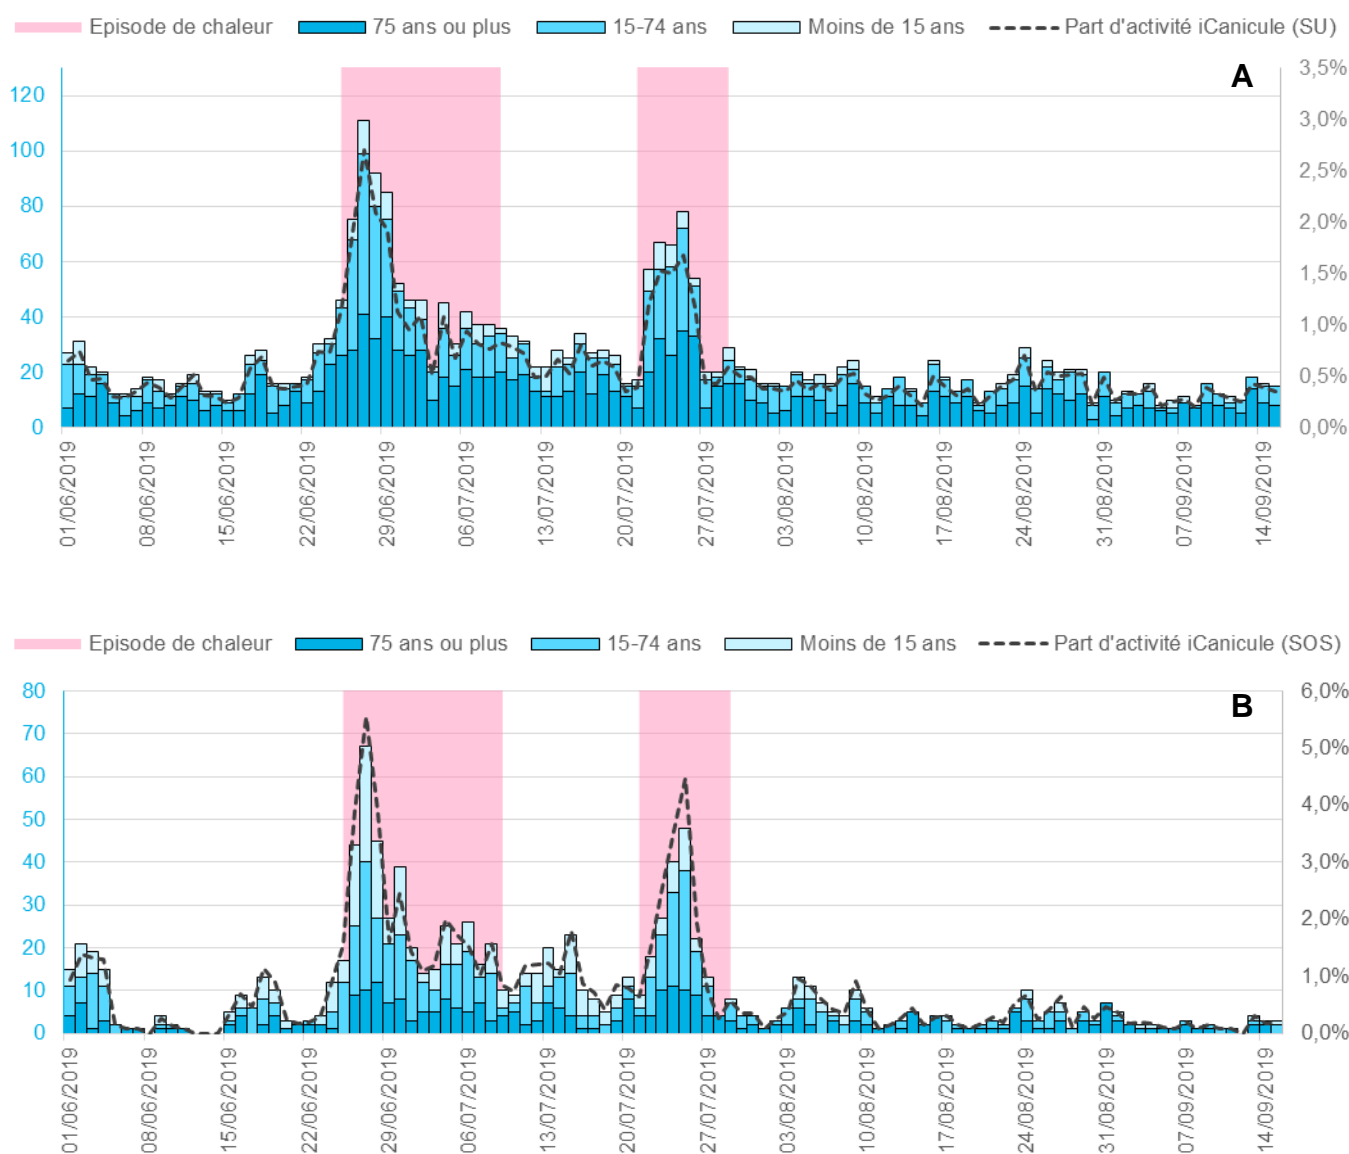 Episode de chaleur 75 ans ou plus 15-74 ans Moins de 15 ans Part d'activité iCanicule (SU)
A
3,5%
120 3,0%
100 2,5%
80 2,0%
60 1,5%
40 1,0%
20 0,5%
0 0,0%
01/06/2019 08/06/2019 15/06/2019 22/06/2019 29/06/2019 06/07/2019 13/07/2019 20/07/2019 27/07/2019 03/08/2019 10/08/2019 17/08/2019 24/08/2019 31/08/2019 07/09/2019 14/09/2019
Episode de chaleur 75 ans ou plus 15-74 ans Moins de 15 ans Part d'activité iCanicule (SOS)
80 6,0%
B
70 5,0%
60 4,0%
50 3,0%
40 2,0%
30 1,0%
20 0,0%
10
0
01/06/2019 08/06/2019 15/06/2019 22/06/2019 29/06/2019 06/07/2019 13/07/2019 20/07/2019 27/07/2019 03/08/2019 10/08/2019 17/08/2019 24/08/2019 31/08/2019 07/09/2019 14/09/2019